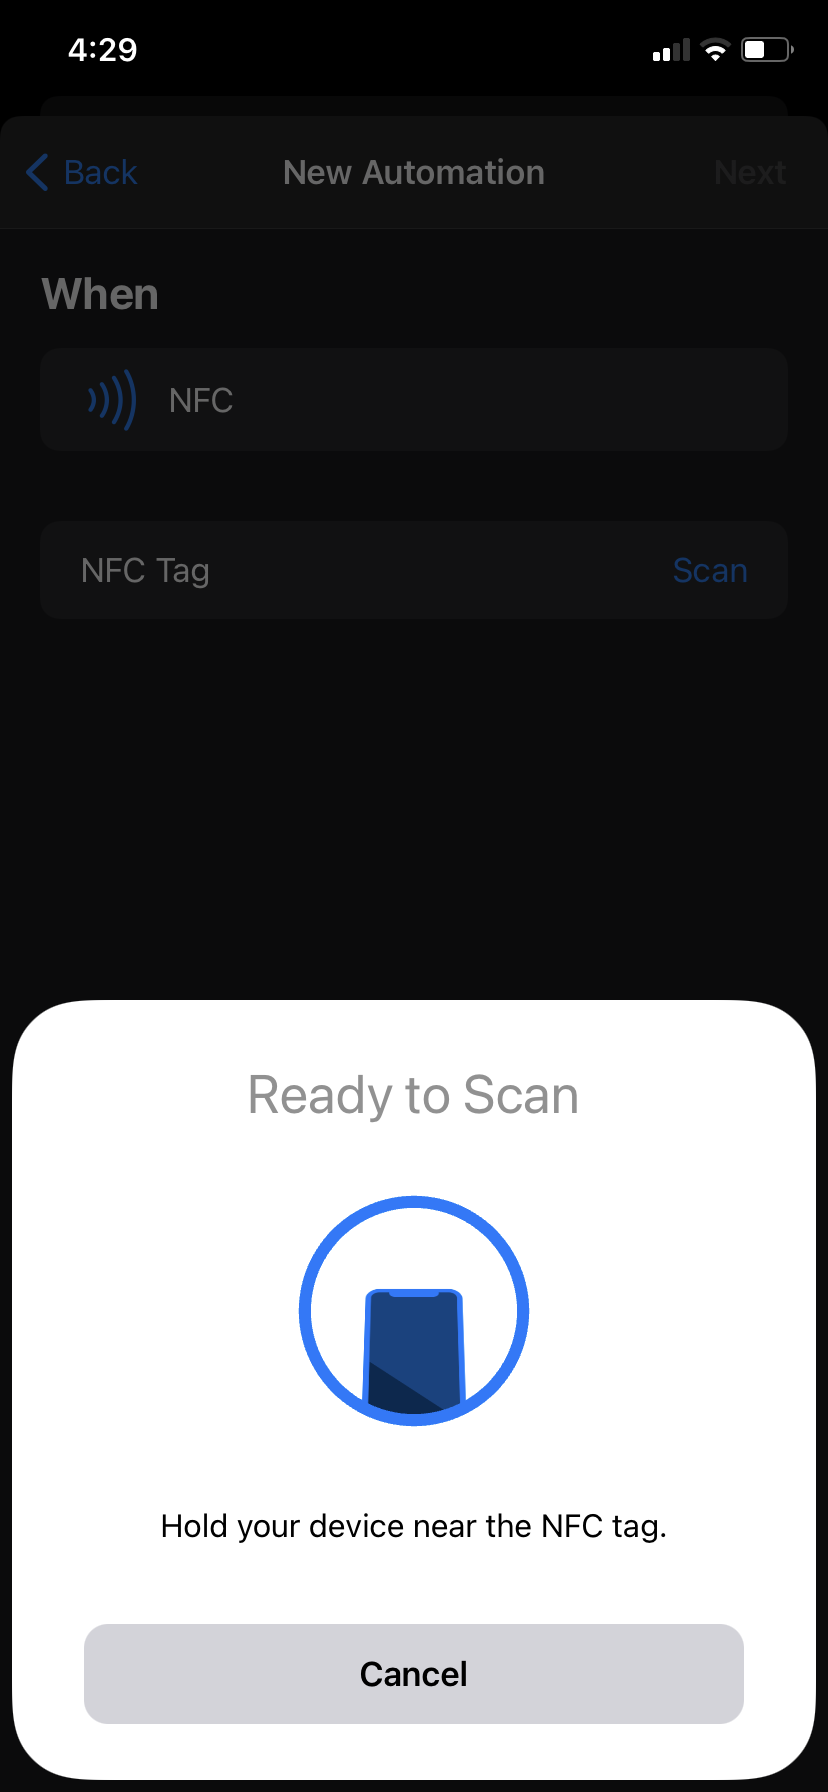 4:29
Back
New Automation
Next
When
NFC
NFC Tag
Scan
Ready to Scan
Hold your device near the NFC tag.
Cancel